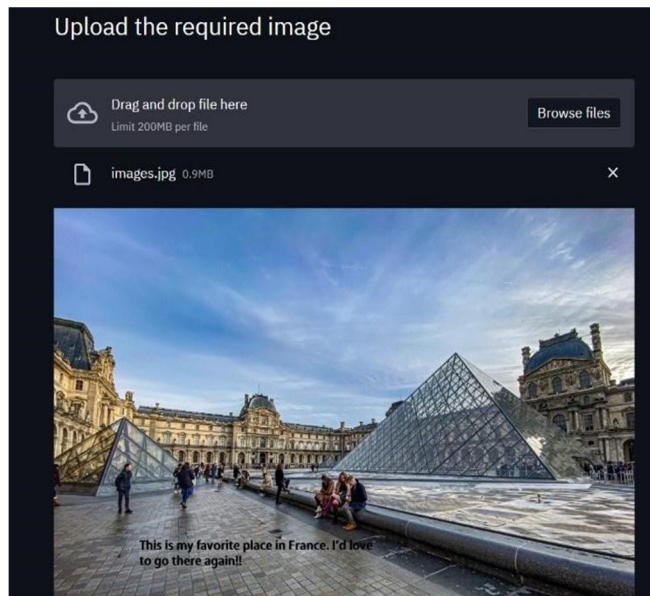 Upload the required image
Drag and drop file here
Limit 200MB per file
Browse files
images.jpg 0.9MB
This is my favorite place in France. I'd love
to go there again!!